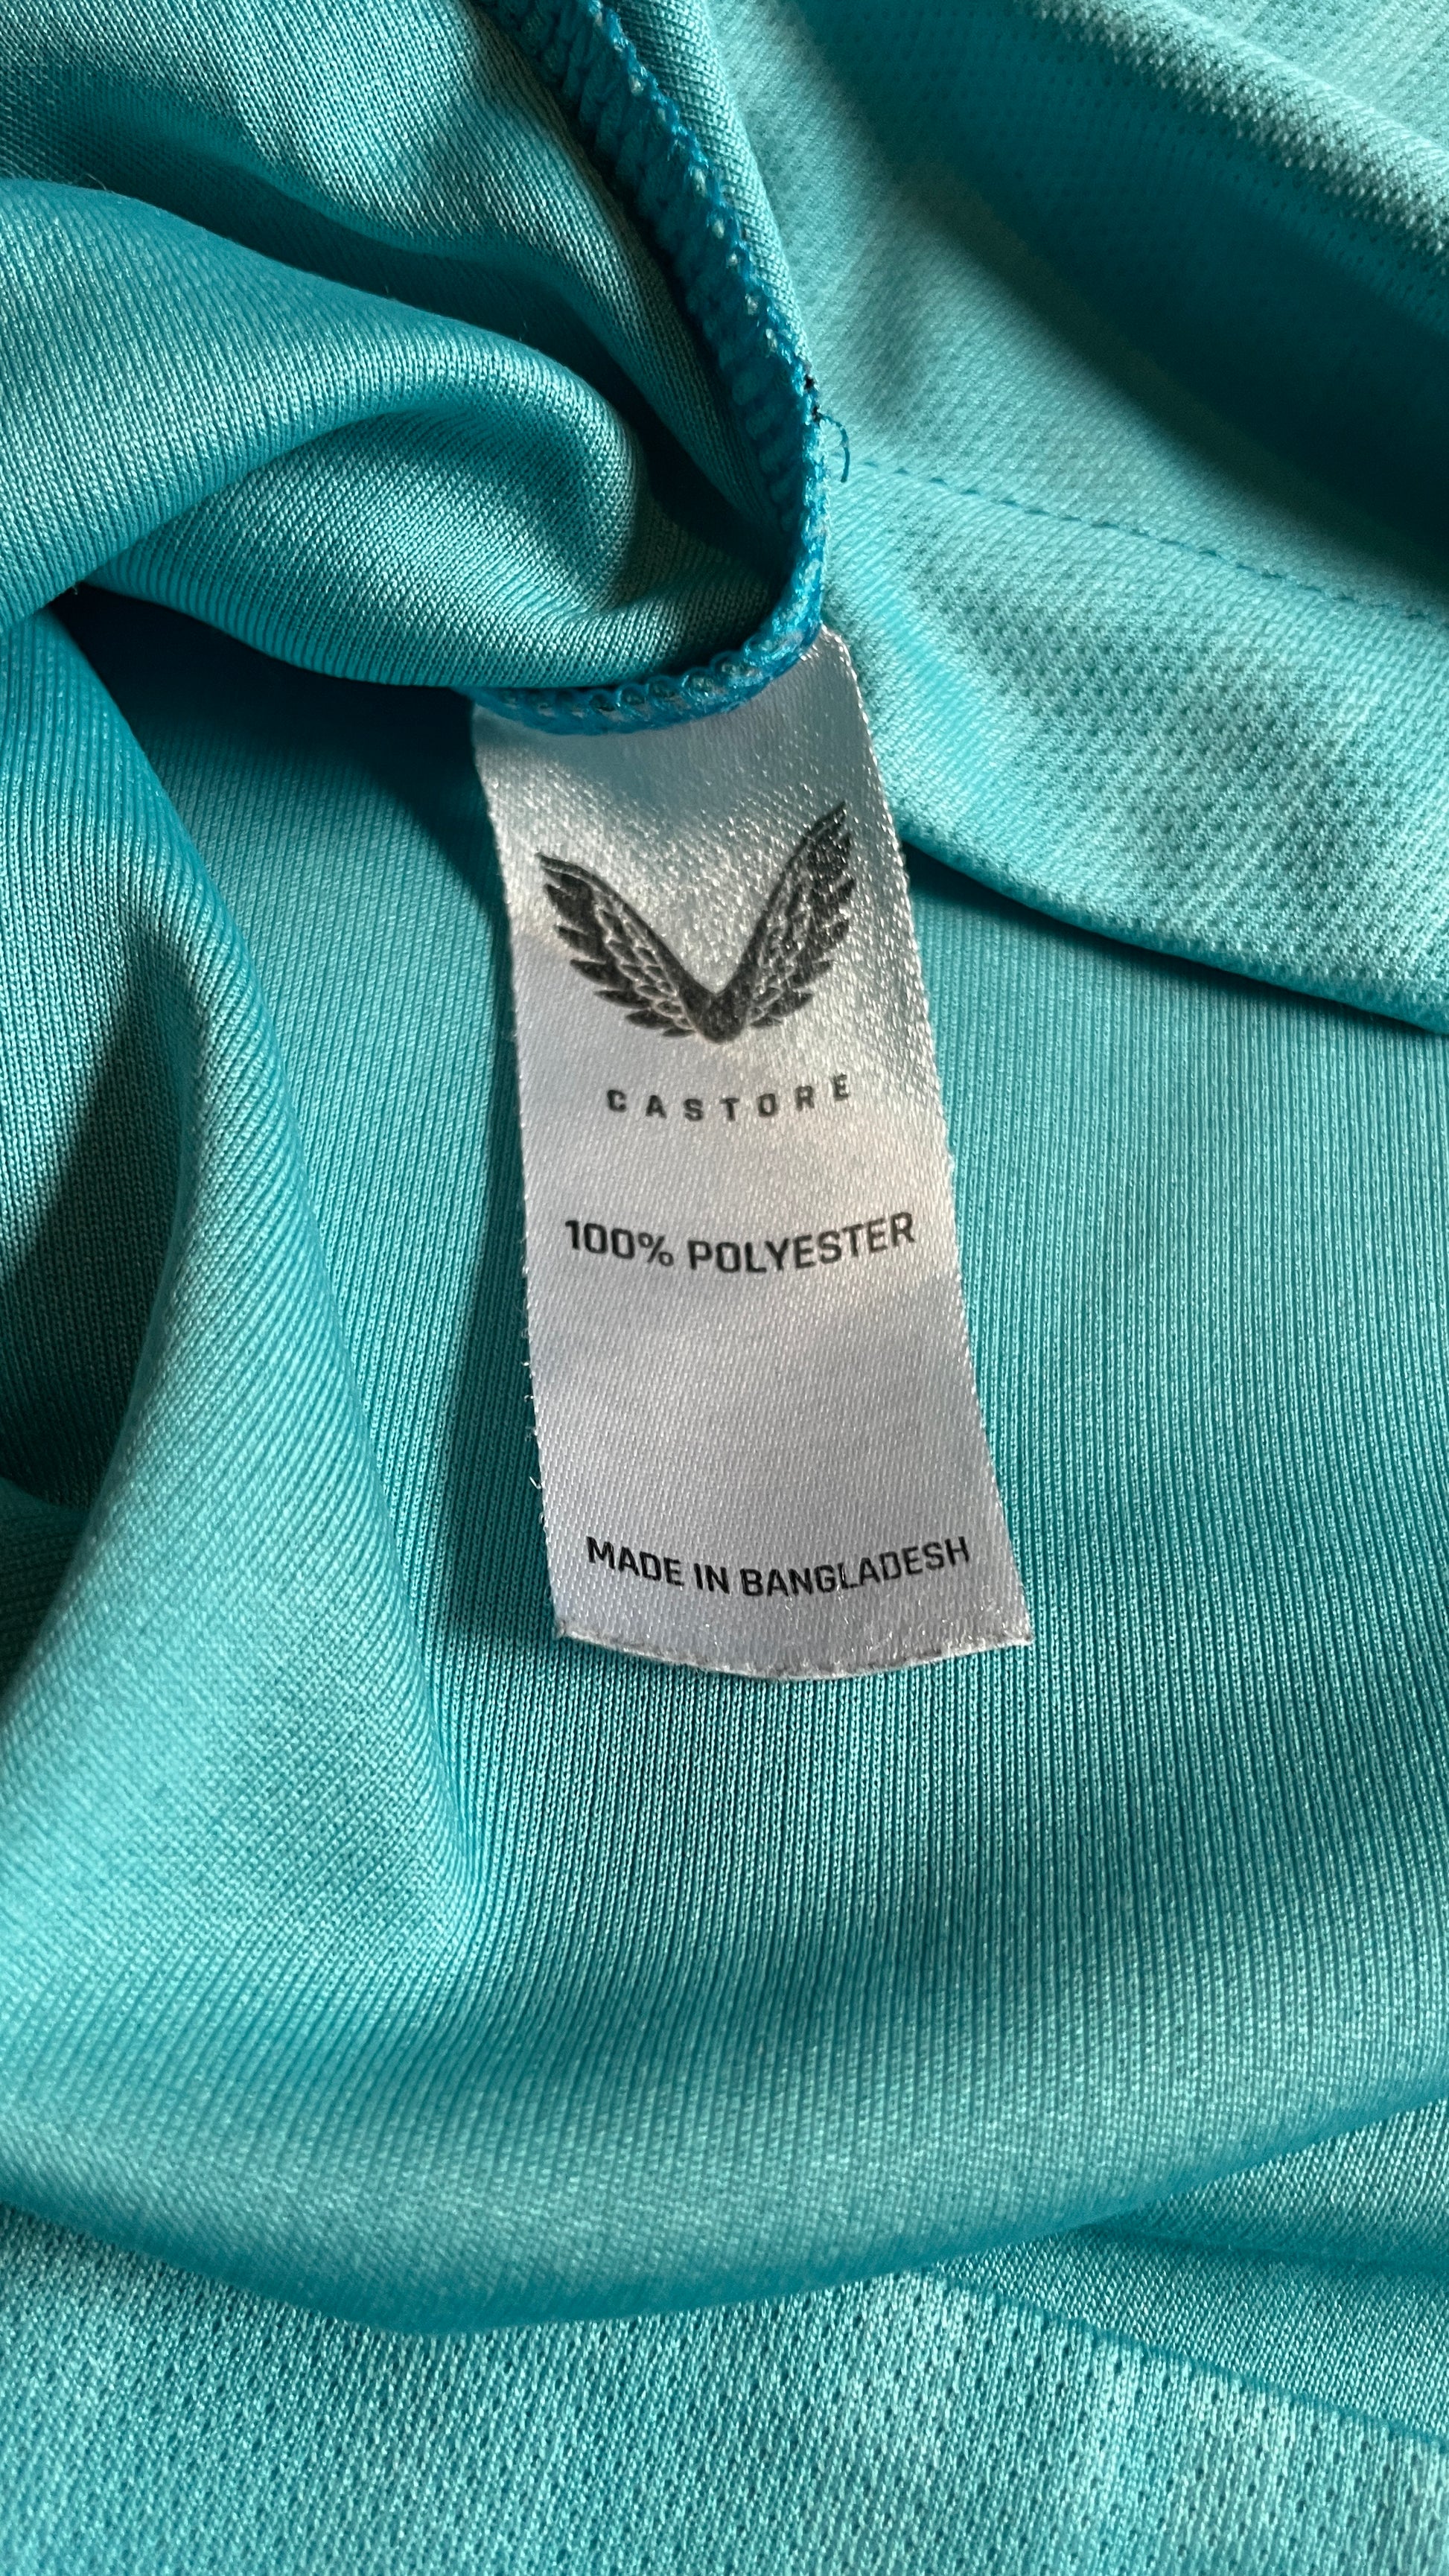 CASTORE
100% POLYESTER
MADE IN BANGLADESH